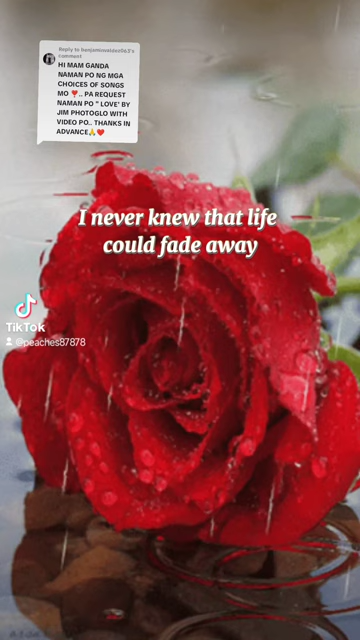 Reply to benjaminvaldez063's
comment
HI MAM GANDA
NAMAN PO NG MGA
CHOICES OF SONGS
MO ❣️.. PA REQUEST
NAMAN PO " LOVE' BY
JIM PHOTOGLO WITH
VIDEO PO.. THANKS IN
ADVANCE🙏❤️
I never knew that life
could fade away
TikTok
@peaches87878